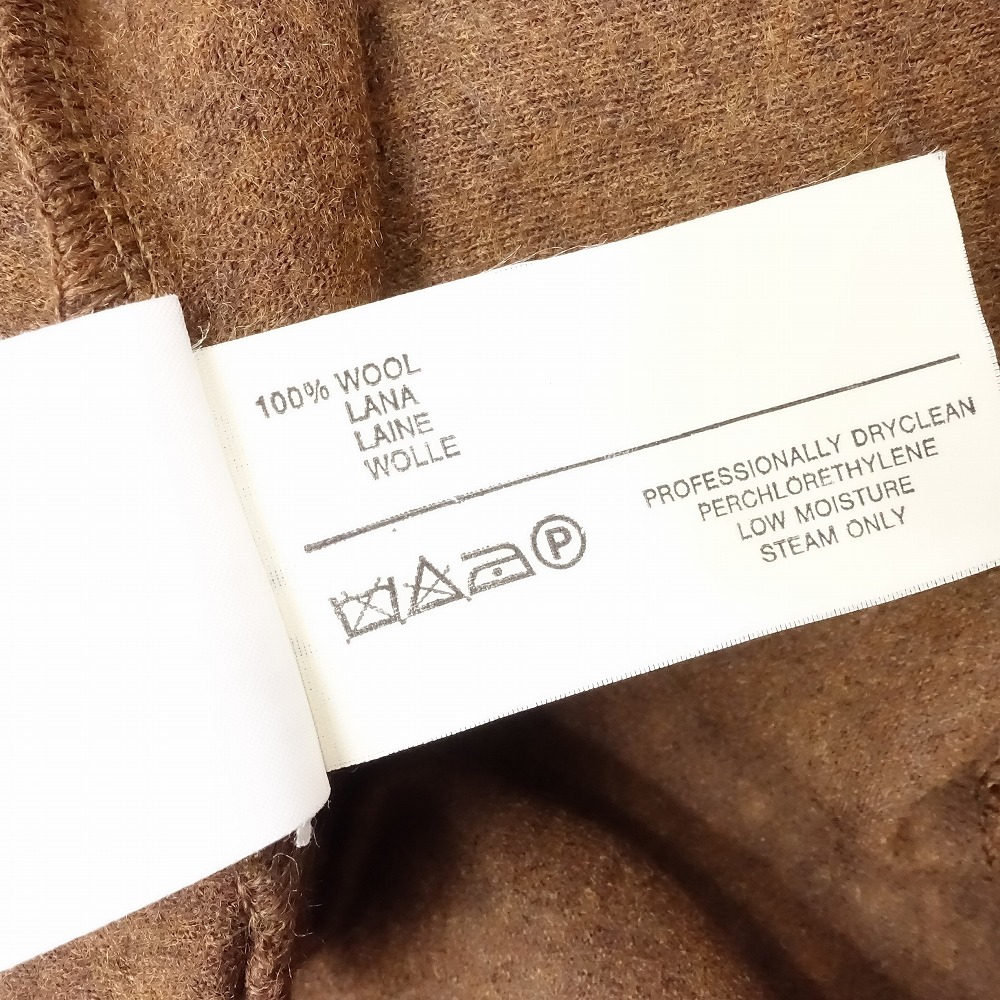 100% WOOL
LANA
LAINE
WOLLE
P
PROFESSIONALLY DRYCLEAN
PERCHLORETHYLENE
LOW MOISTURE
STEAM ONLY